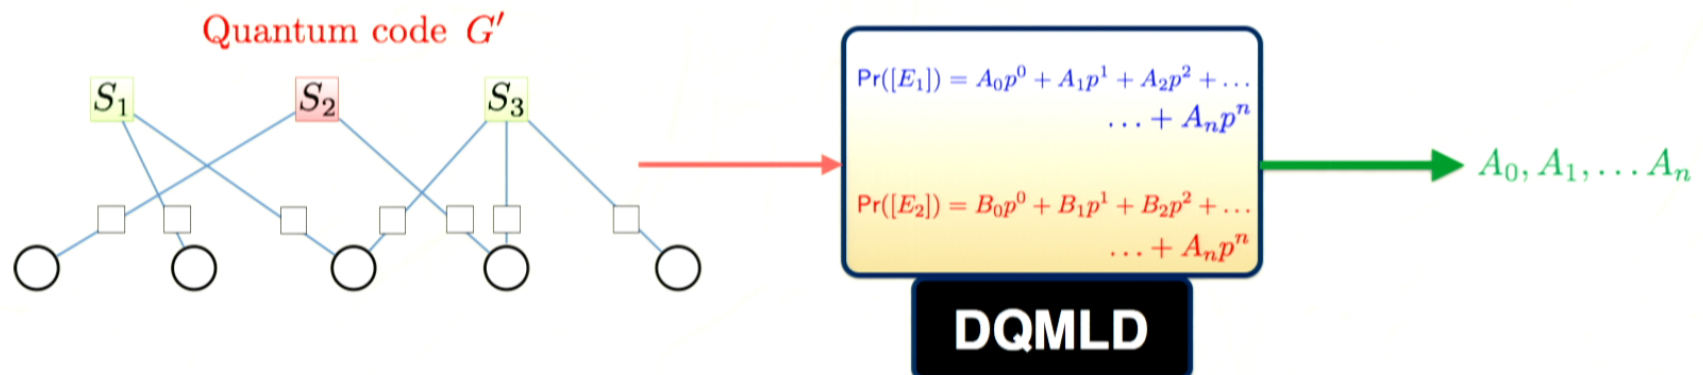 Quantum code G′
S₁ S₂ S₃
Pr([E₁]) = A₀p⁰ + A₁p¹ + A₂p² + ...
... + Aₙpⁿ
Pr([E₂]) = B₀p⁰ + B₁p¹ + B₂p² + ...
... + Aₙpⁿ
DQMLD
A₀, A₁, ... Aₙ